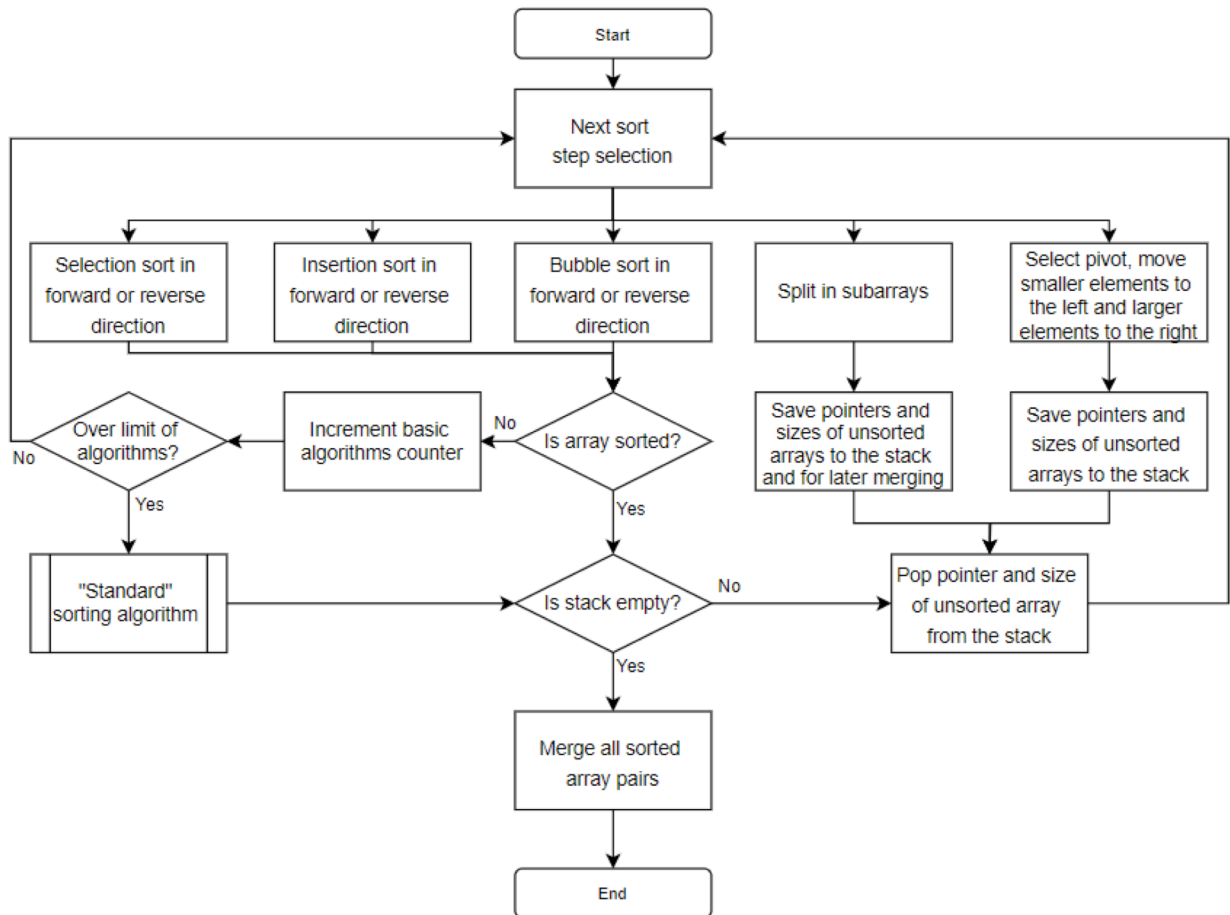 Start
Next sort
step selection
Selection sort in
forward or reverse
direction
Insertion sort in
forward or reverse
direction
Bubble sort in
forward or reverse
direction
Split in subarrays
Select pivot, move
smaller elements to
the left and larger
elements to the right
Over limit of
algorithms?
No
Yes
Increment basic
algorithms counter
No
Is array sorted?
Yes
Save pointers and
sizes of unsorted
arrays to the stack
and for later merging
Save pointers and
sizes of unsorted
arrays to the stack
"Standard"
sorting algorithm
Is stack empty?
No
Yes
Pop pointer and size
of unsorted array
from the stack
Merge all sorted
array pairs
End